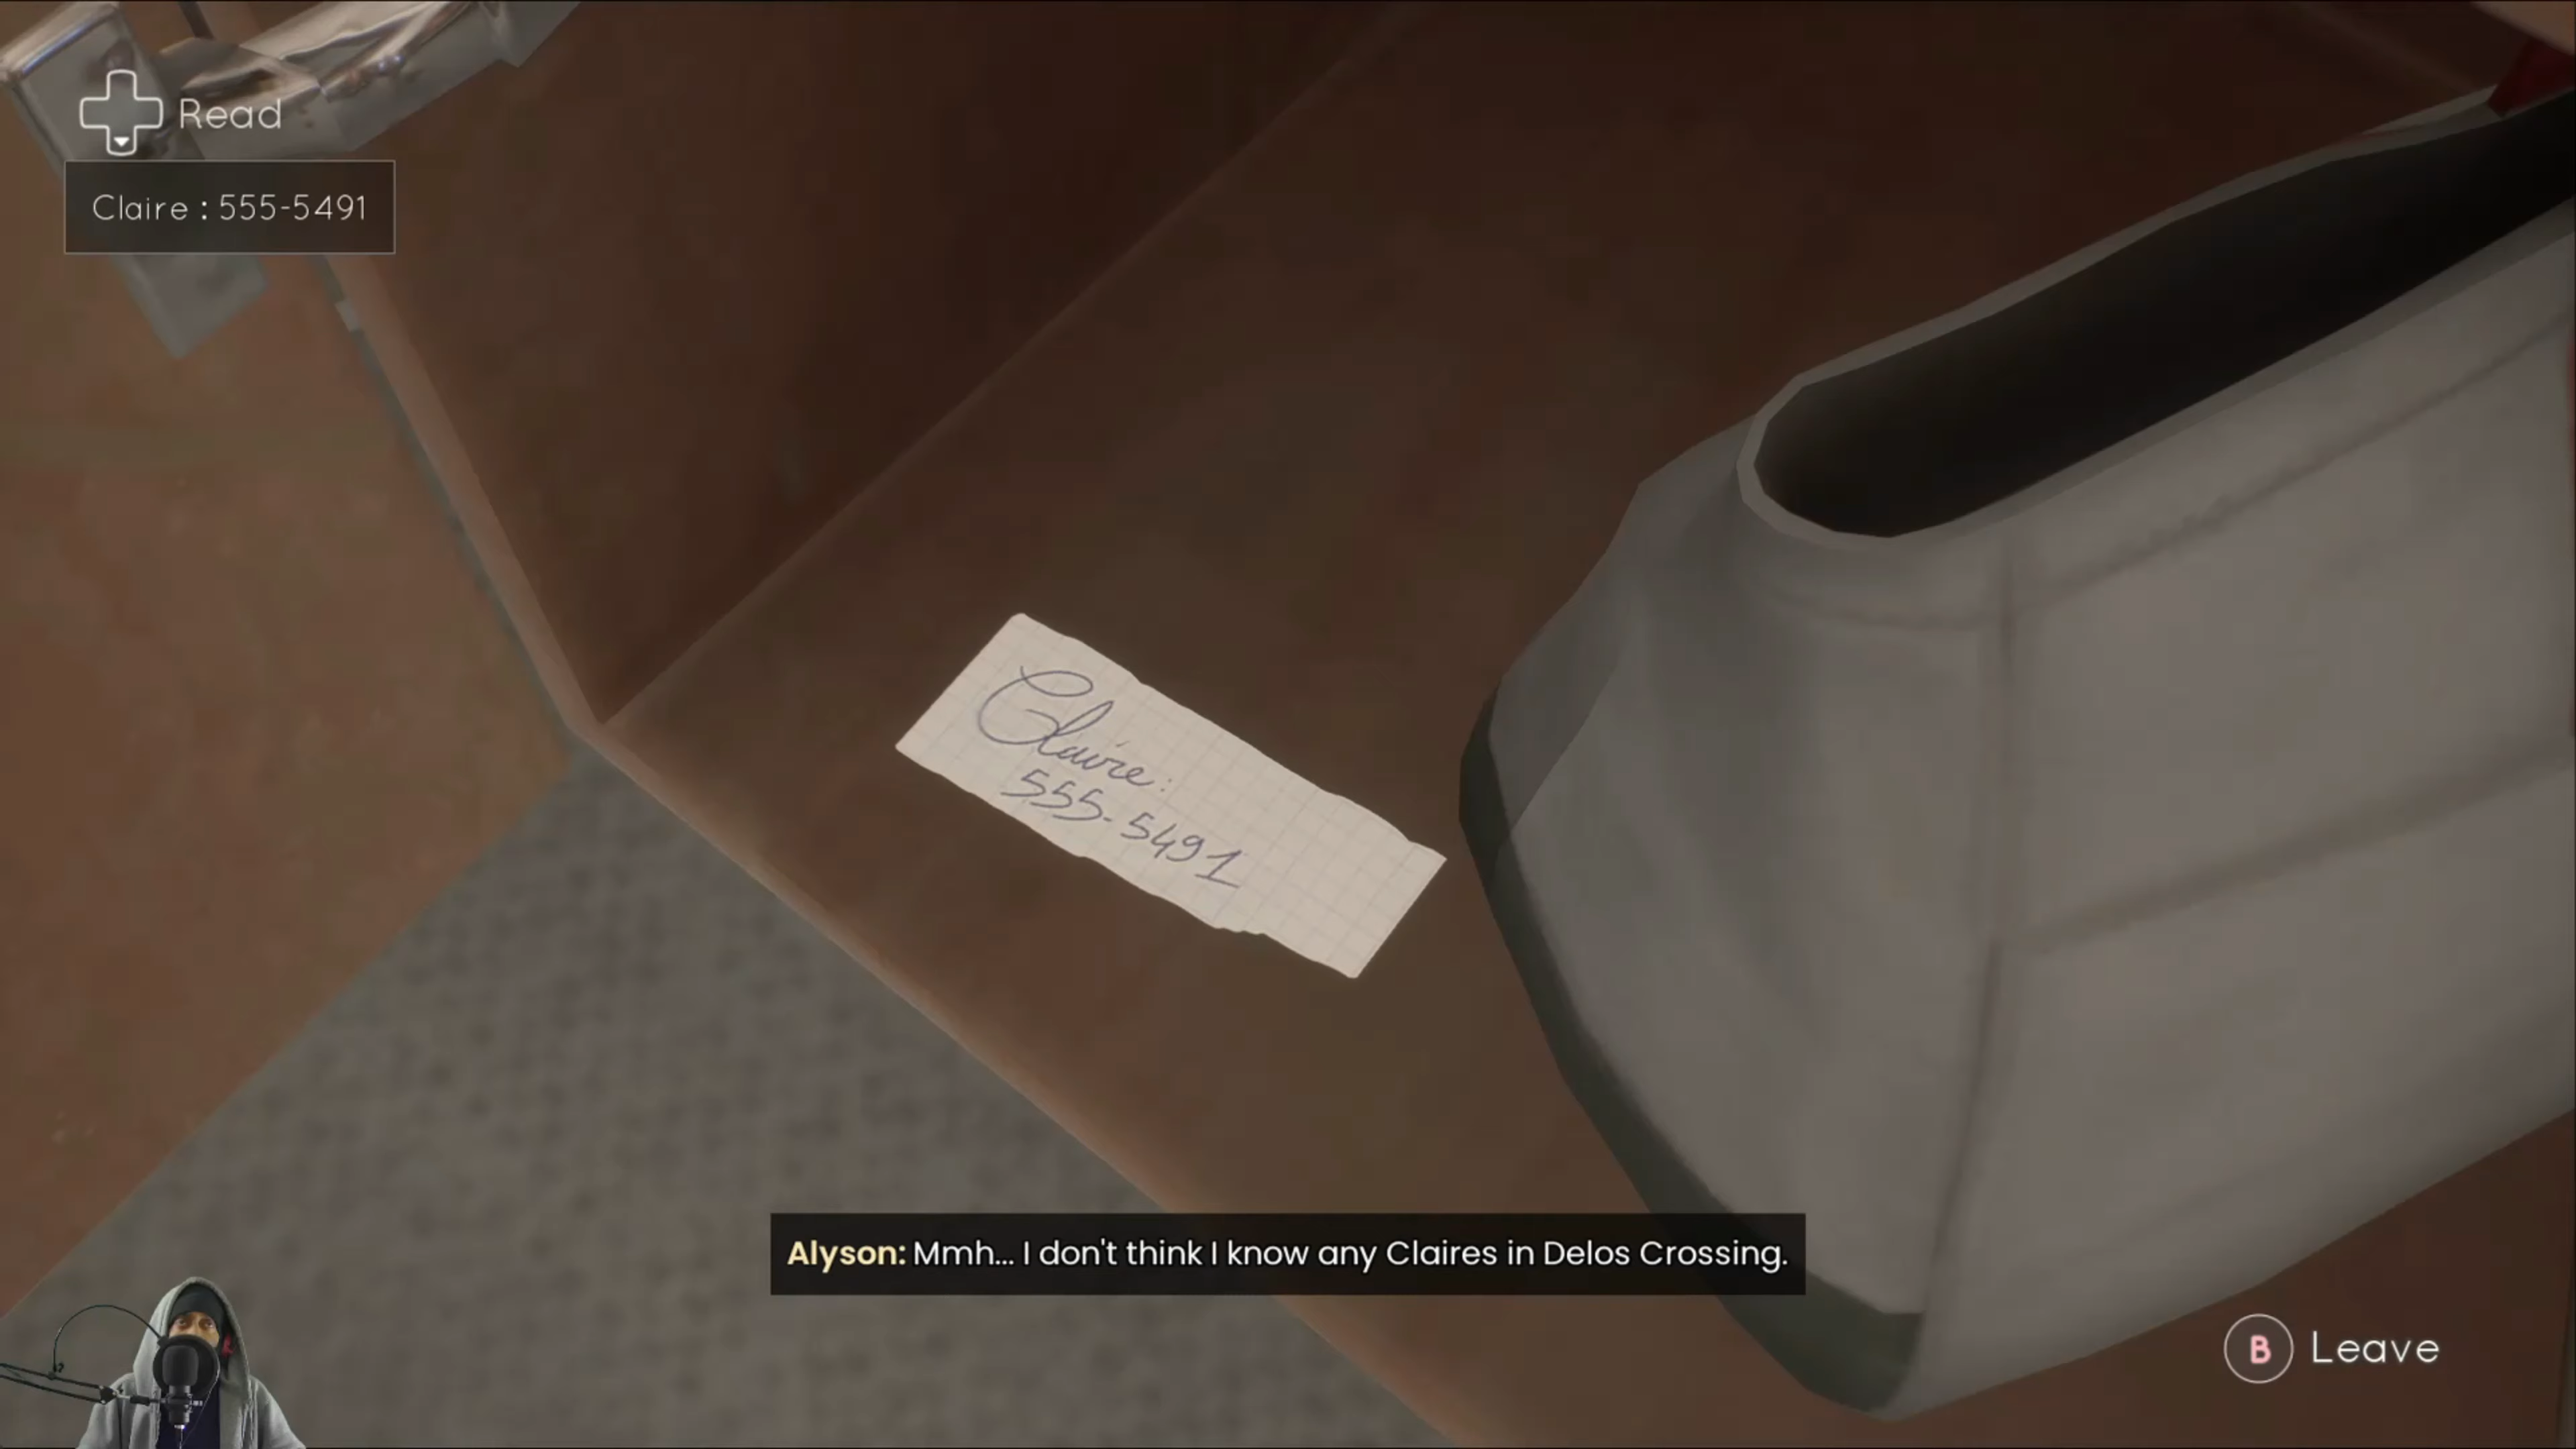 Read
Claire : 555-5491
Claire:
555-5491
Alyson: Mmh... I don't think I know any Claires in Delos Crossing.
B Leave